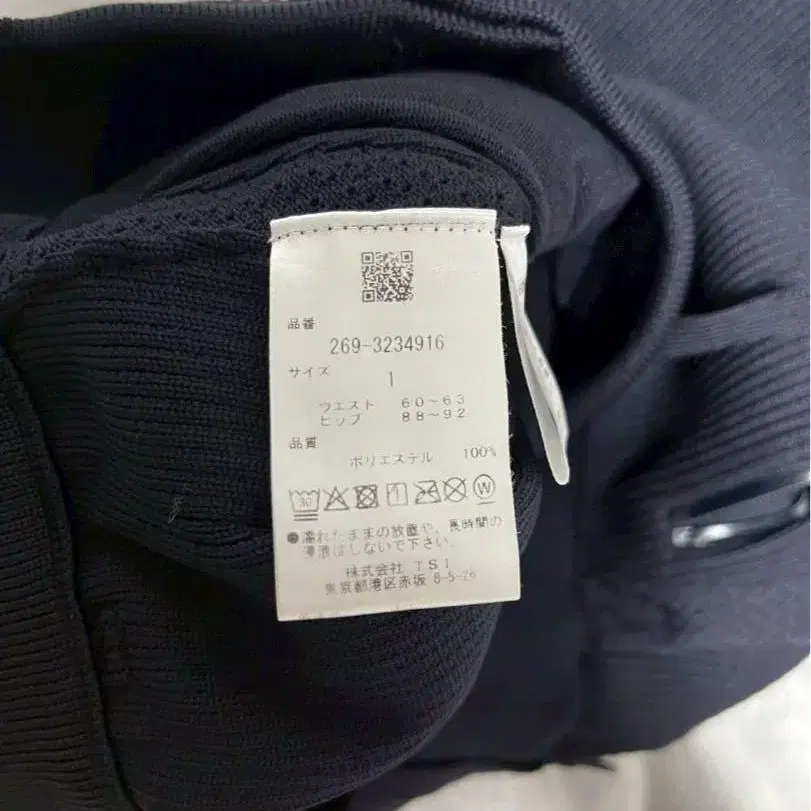 品番
269-3234916
サイズ
1
ウエスト 60~63
ヒップ 88~92
品質
ポリエステル 100%
30 W
●濡れたままの放置や、長時間の
浸漬はしないで下さい。
株式会社 TSI
東京都港区赤坂 8-5-26